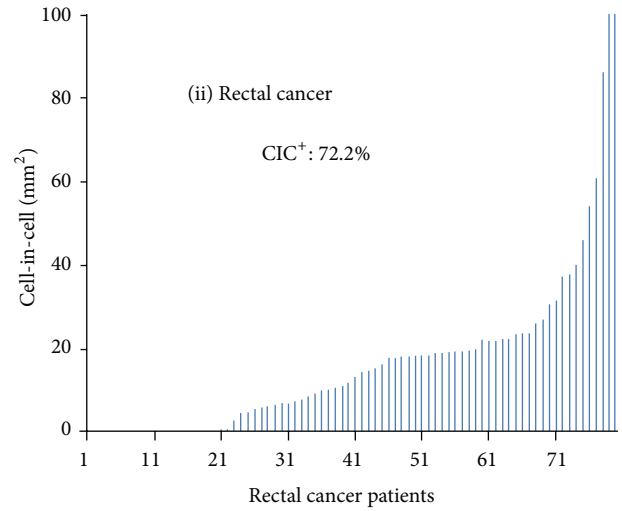 100
80
60
40
20
0
Cell-in-cell (mm²)
(ii) Rectal cancer
CIC⁺: 72.2%
1 11 21 31 41 51 61 71
Rectal cancer patients